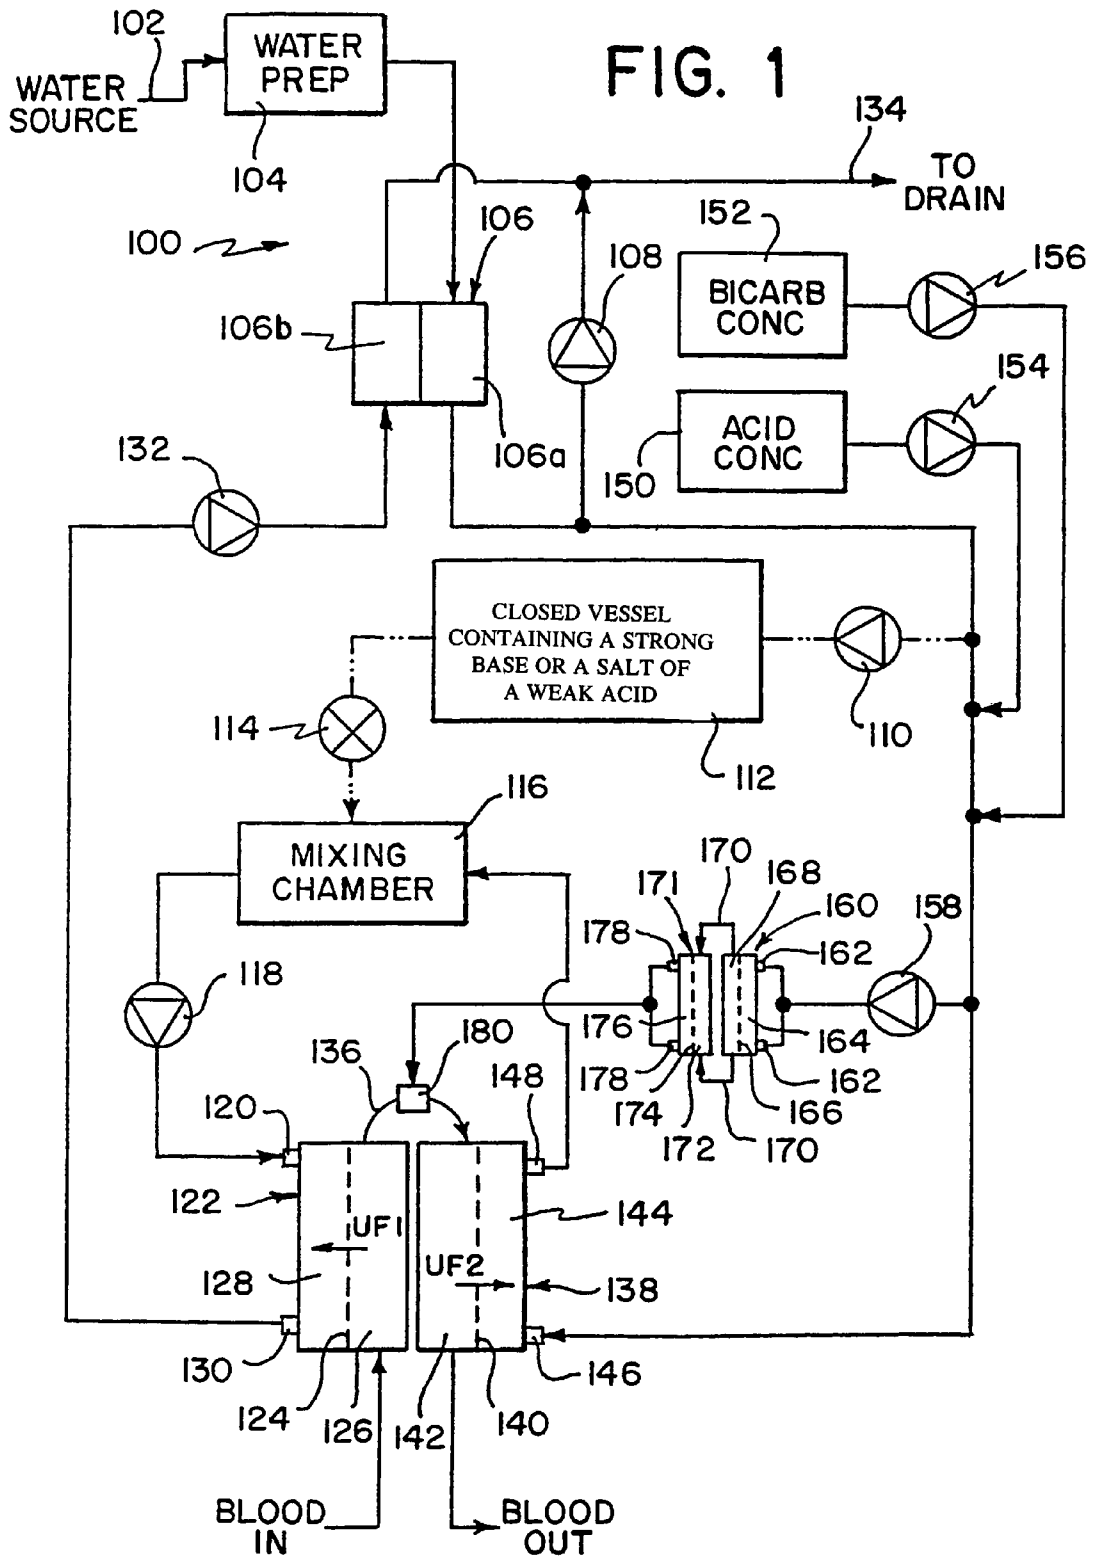 FIG. 1
102
WATER
SOURCE
WATER
PREP
104
134
TO
DRAIN
100
106
152
108
156
106b
BICARB
CONC
154
ACID
CONC
106a
150
132
CLOSED VESSEL
CONTAINING A STRONG
BASE OR A SALT OF
A WEAK ACID
114
110
112
116
MIXING
CHAMBER
170
171
168
160
158
178
162
118
176
164
180
136
148
178
162
120
174
166
172
170
122
UF1
144
UF2
128
138
130
146
124
126
142
140
BLOOD
IN
BLOOD
OUT